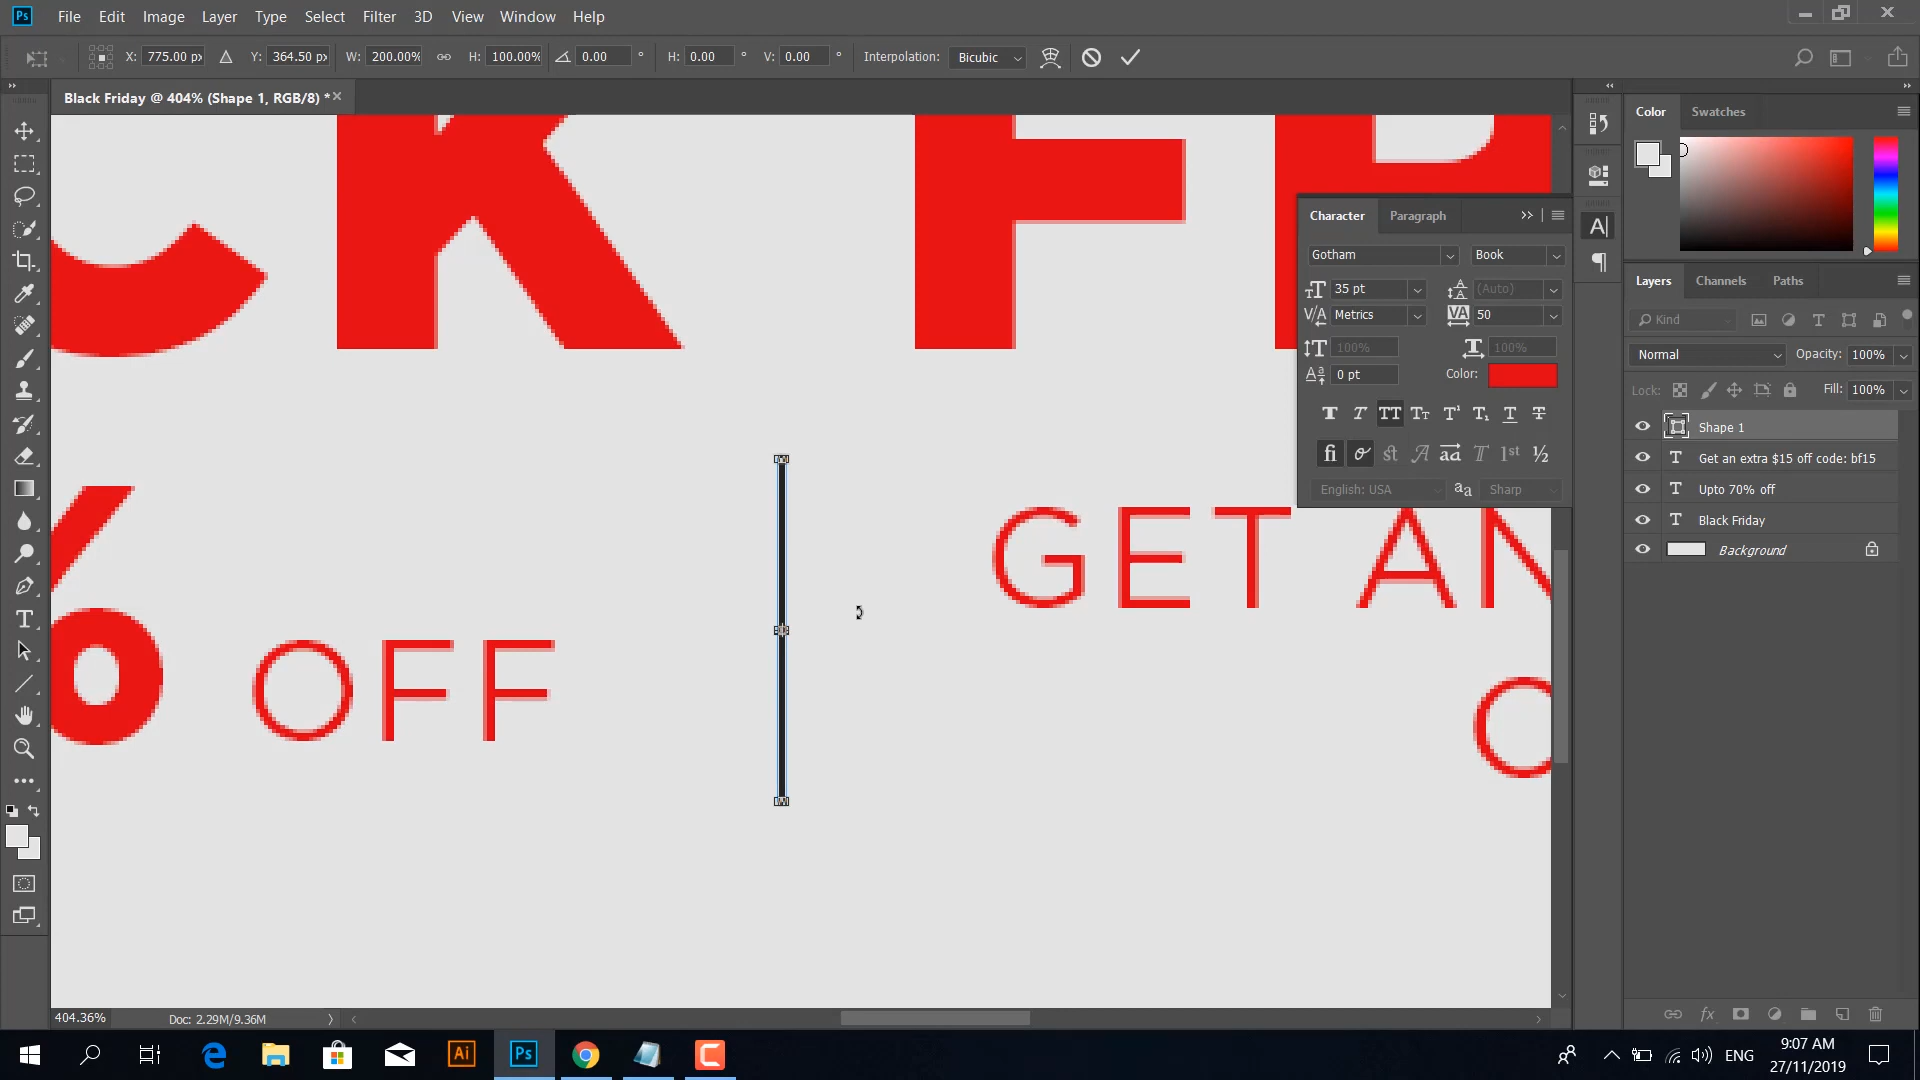 Ps File Edit Image Layer Type Select Filter 3D View Window Help
X: 775.00 px Y: 364.50 px W: 200.00% H: 100.00% 0.00 ° H: 0.00 ° V: 0.00 ° Interpolation: Bicubic
Black Friday @ 404% (Shape 1, RGB/8) *
Color Swatches
Character Paragraph
Gotham Book
35 pt (Auto)
Metrics 50
100% 100%
0 pt Color:
English: USA aa Sharp
Layers Channels Paths
Kind
Normal Opacity: 100%
Lock: Fill: 100%
Shape 1
Get an extra $15 off code: bf15
Upto 70% off
Black Friday
Background
CK F
GET AN
% OFF
404.36% Doc: 2.29M/9.36M
Ai Ps
ENG
9:07 AM
27/11/2019